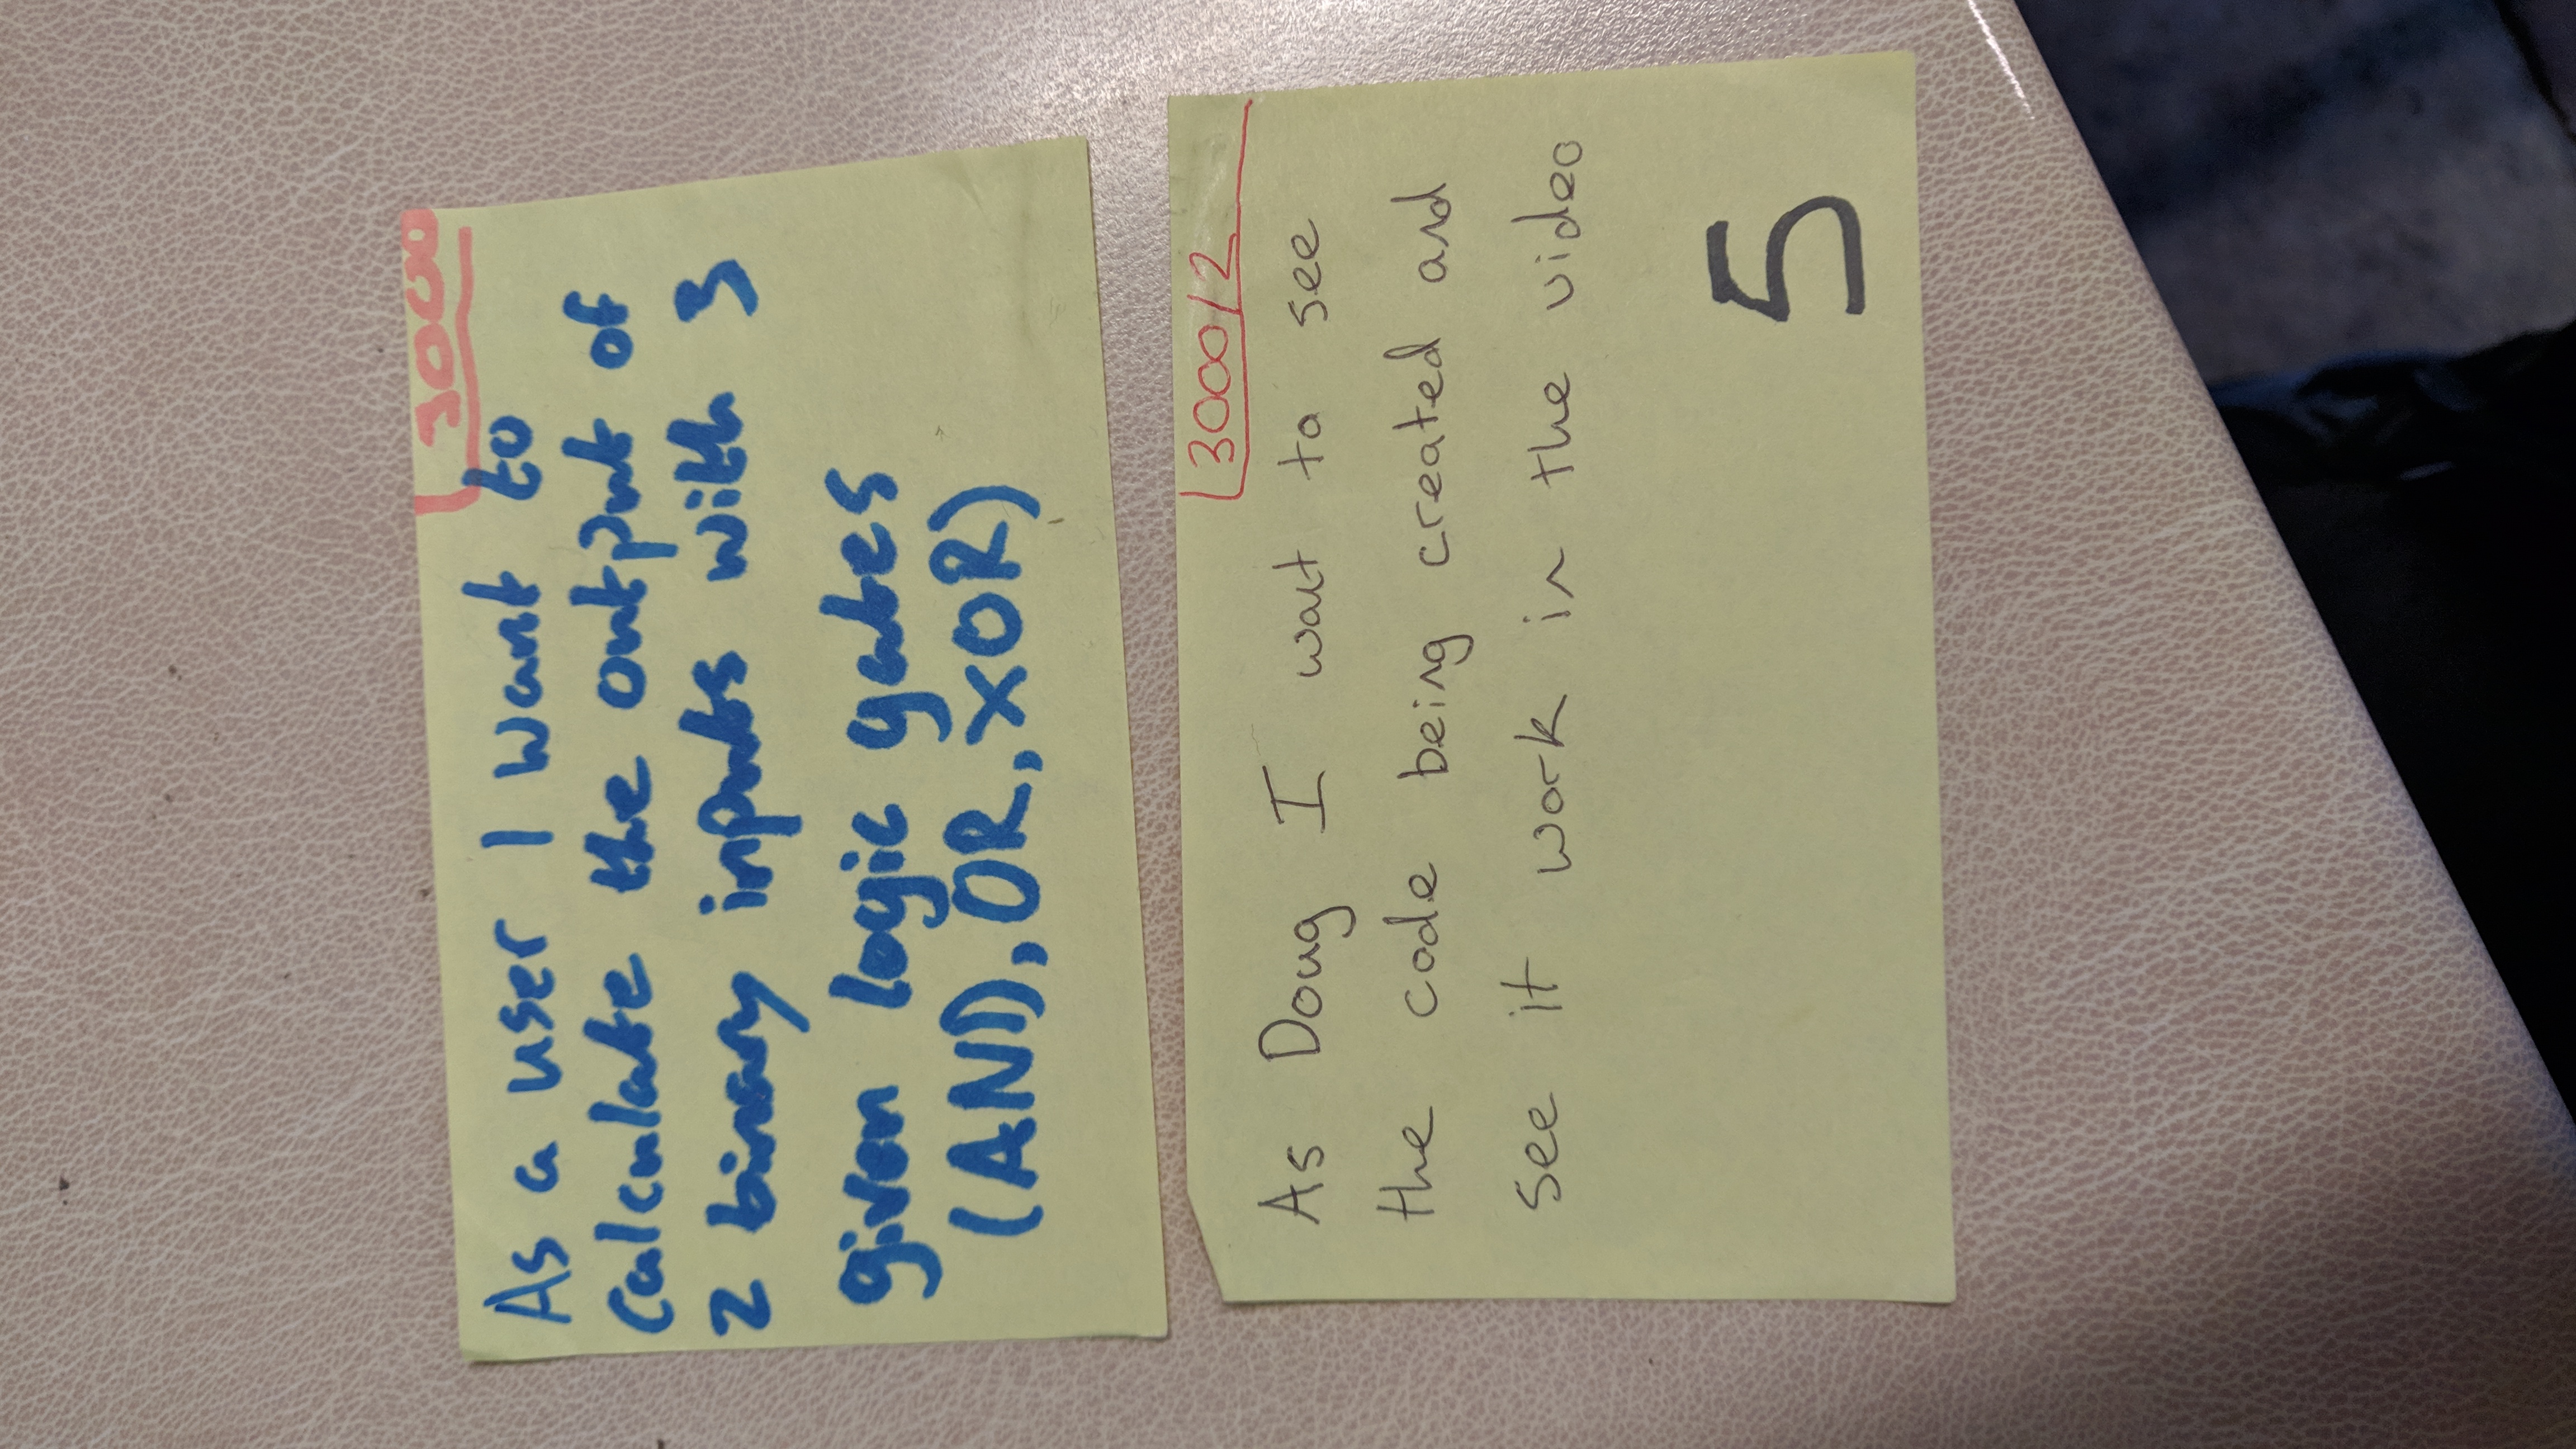 3000
As a user I want to
calculate the output of
2 binary inputs with 3
given logic gates
(AND, OR, XOR)
3000/2
As Doug I want to see
the code being created and
see it work in the video
5